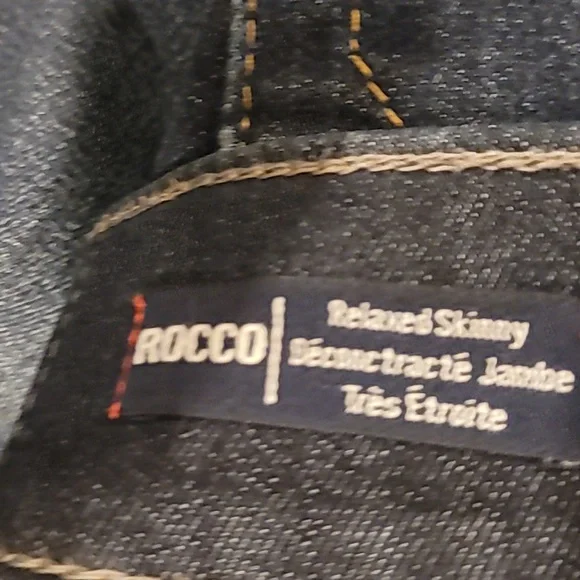 ROCCO
Relaxed Skinny
Décontracté Jambe
Très Étroite